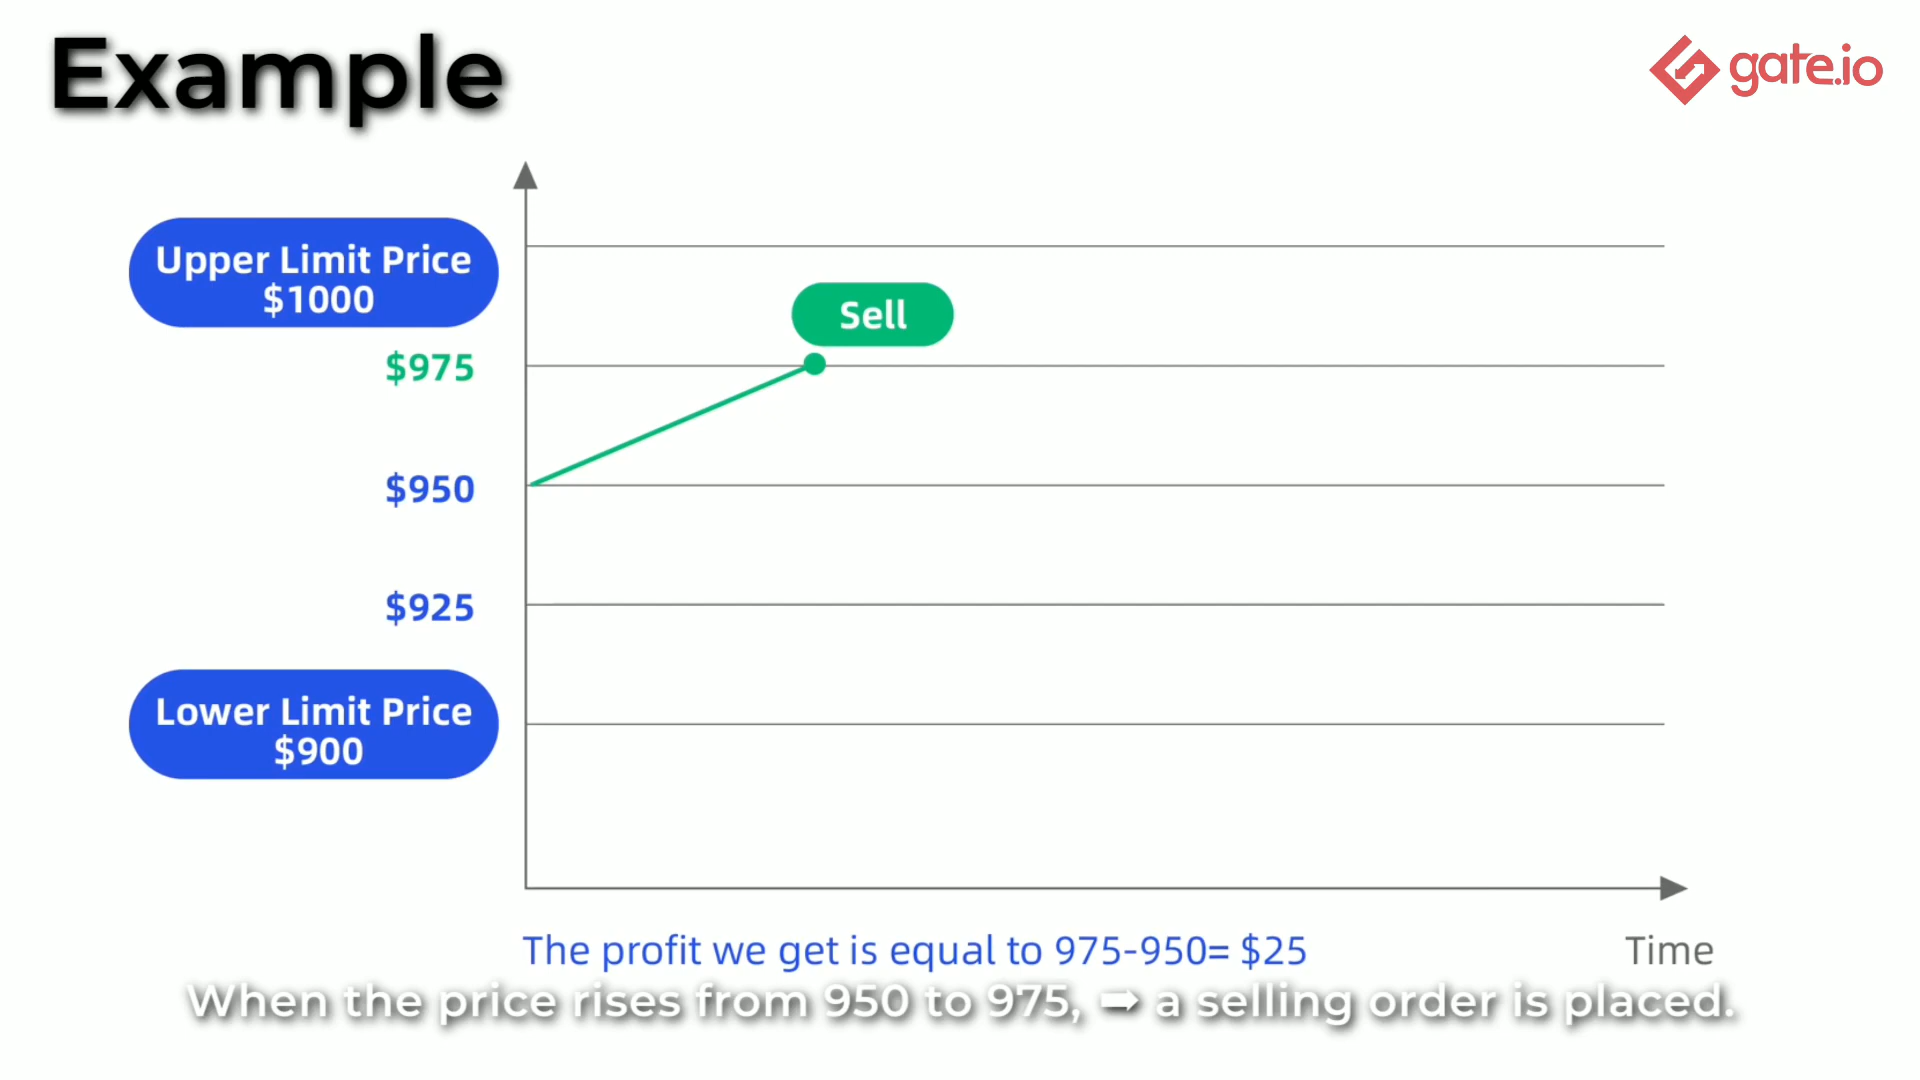 Example
gate.io
Upper Limit Price
$1000
Sell
$975
$950
$925
Lower Limit Price
$900
The profit we get is equal to 975-950= $25
Time
When the price rises from 950 to 975, ➡ a selling order is placed.